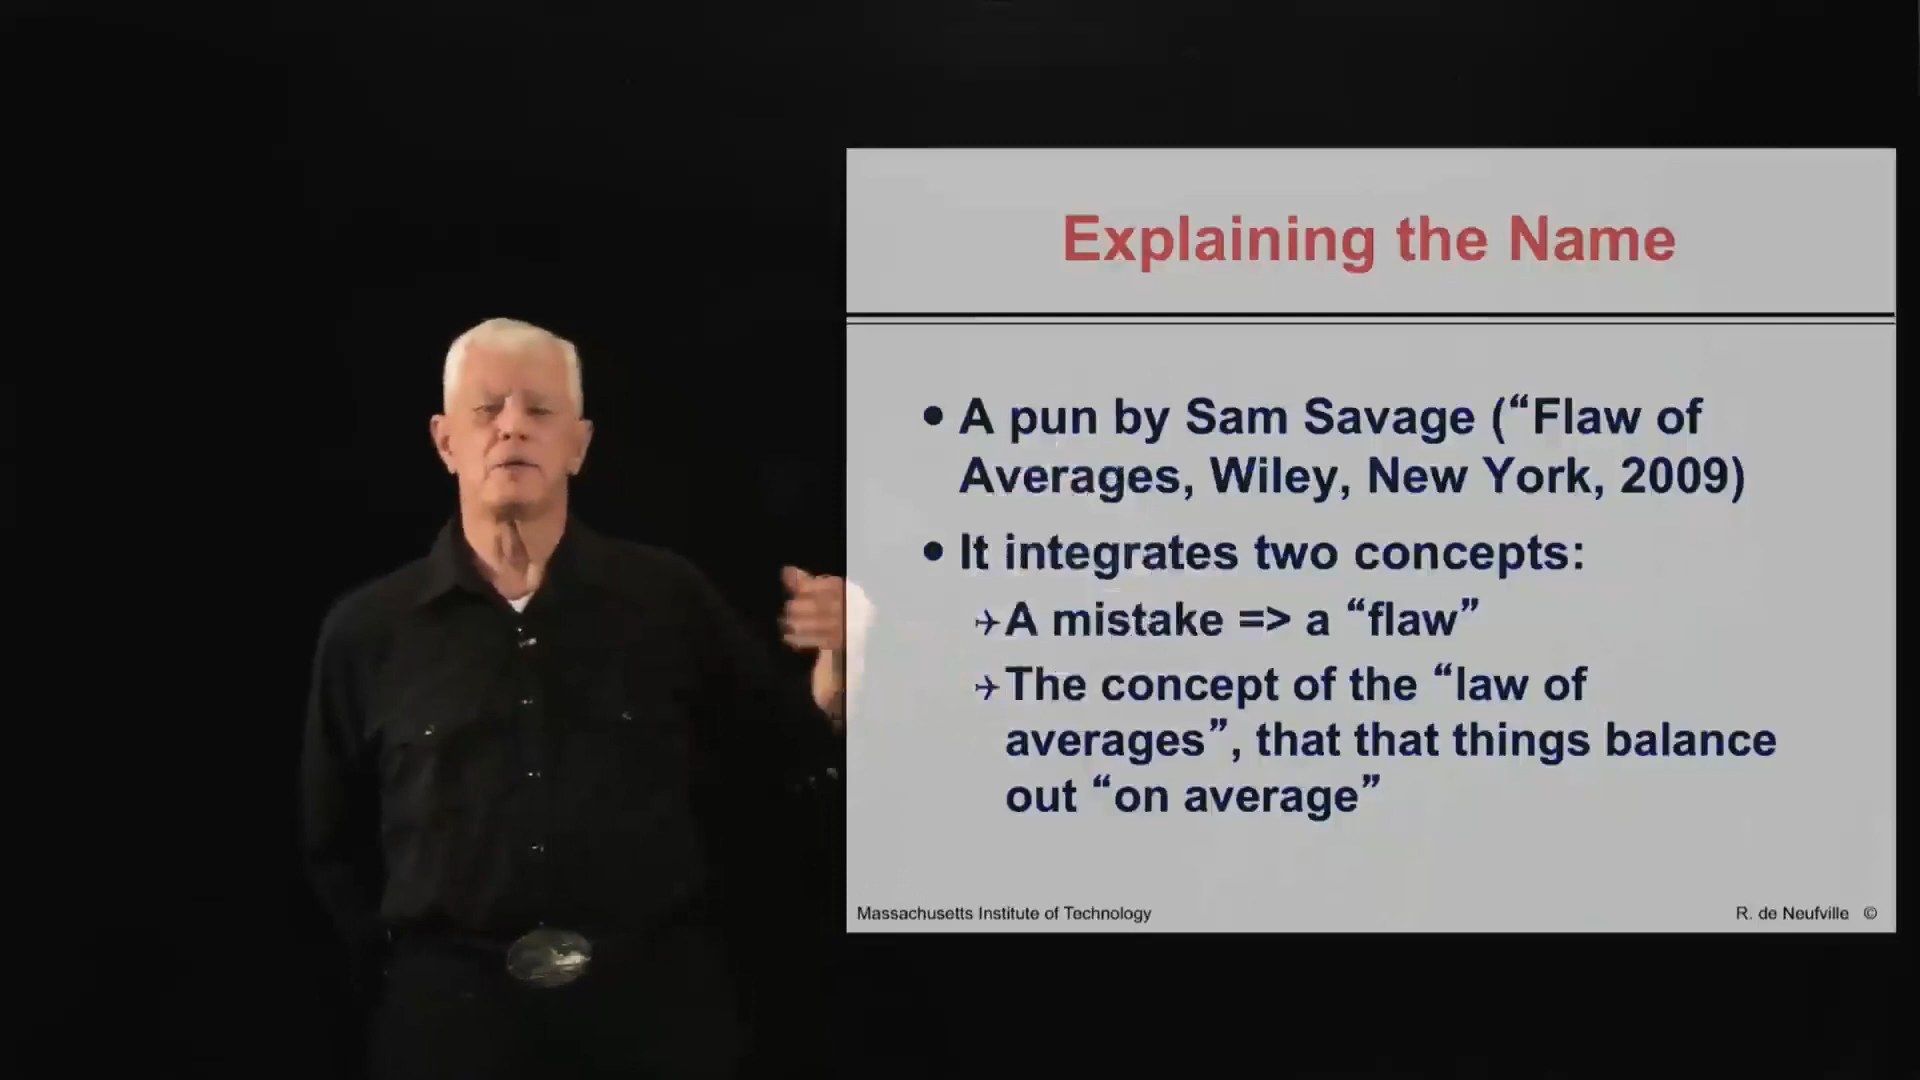 Explaining the Name
• A pun by Sam Savage (“Flaw of
Averages, Wiley, New York, 2009)
• It integrates two concepts:
✈A mistake => a “flaw”
✈The concept of the “law of
averages”, that that things balance
out “on average”
Massachusetts Institute of Technology
R. de Neufville ©